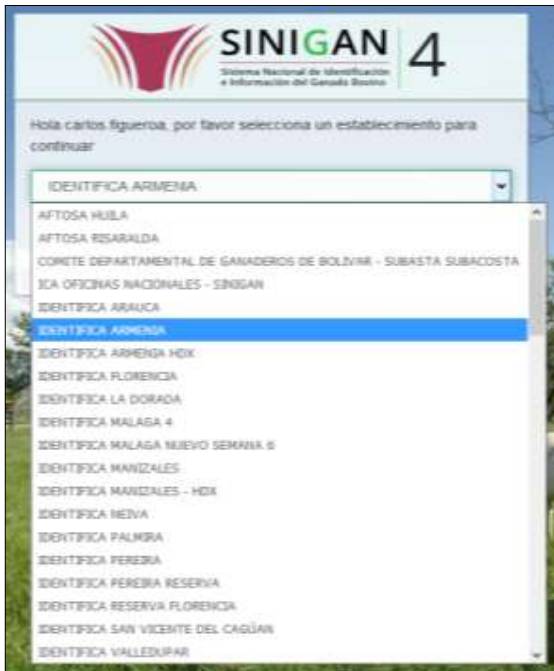 SINIGAN 4
Sistema Nacional de Identificación
e Información del Ganado Bovino
Hola carlos figueroa, por favor selecciona un establecimiento para
continuar
IDENTIFICA ARMENIA
AFTOSA HUILA
AFTOSA RISARALDA
COMITE DEPARTAMENTAL DE GANADEROS DE BOLIVAR - SUBASTA SUBACOSTA
ICA OFICINAS NACIONALES - SINIGAN
IDENTIFICA ARAUCA
IDENTIFICA ARMENIA
IDENTIFICA ARMENIA HDX
IDENTIFICA FLORENCIA
IDENTIFICA LA DORADA
IDENTIFICA MALAGA 4
IDENTIFICA MALAGA NUEVO SEMANA 6
IDENTIFICA MANIZALES
IDENTIFICA MANIZALES - HDX
IDENTIFICA NEIVA
IDENTIFICA PALMIRA
IDENTIFICA PEREIRA
IDENTIFICA PEREIRA RESERVA
IDENTIFICA RESERVA FLORENCIA
IDENTIFICA SAN VICENTE DEL CAGÚAN
IDENTIFICA VALLEDUPAR